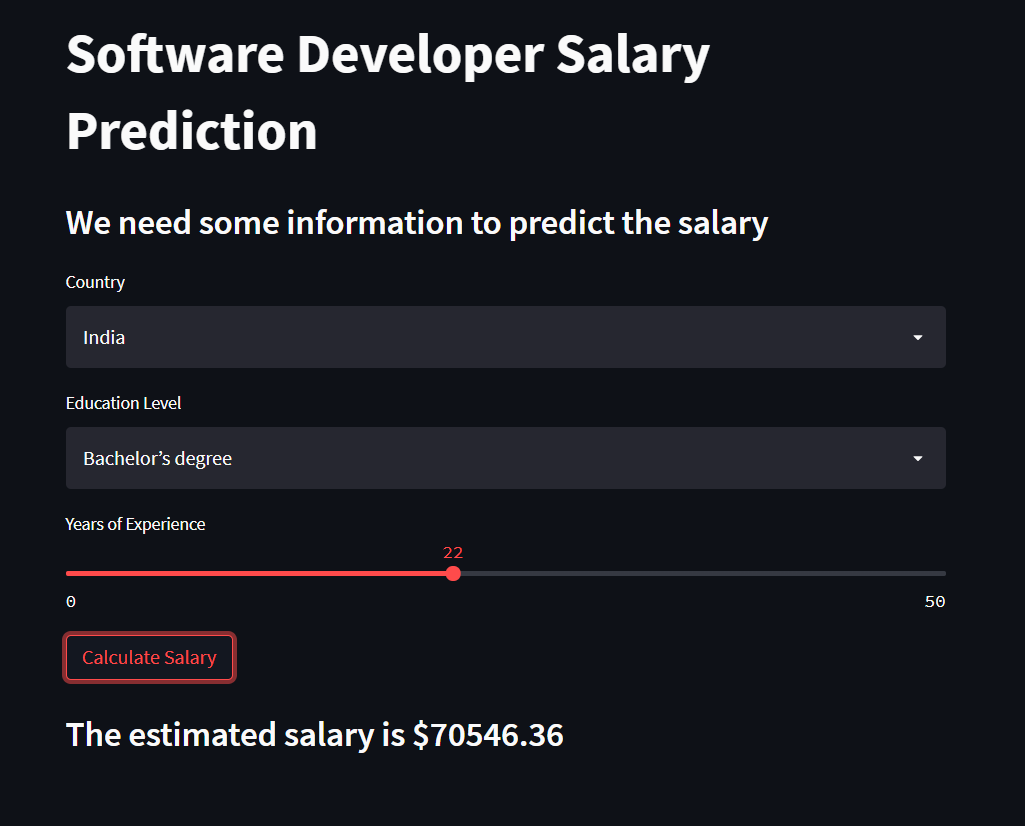 Software Developer Salary
Prediction
We need some information to predict the salary
Country
India
Education Level
Bachelor’s degree
Years of Experience
22
0 50
Calculate Salary
The estimated salary is $70546.36